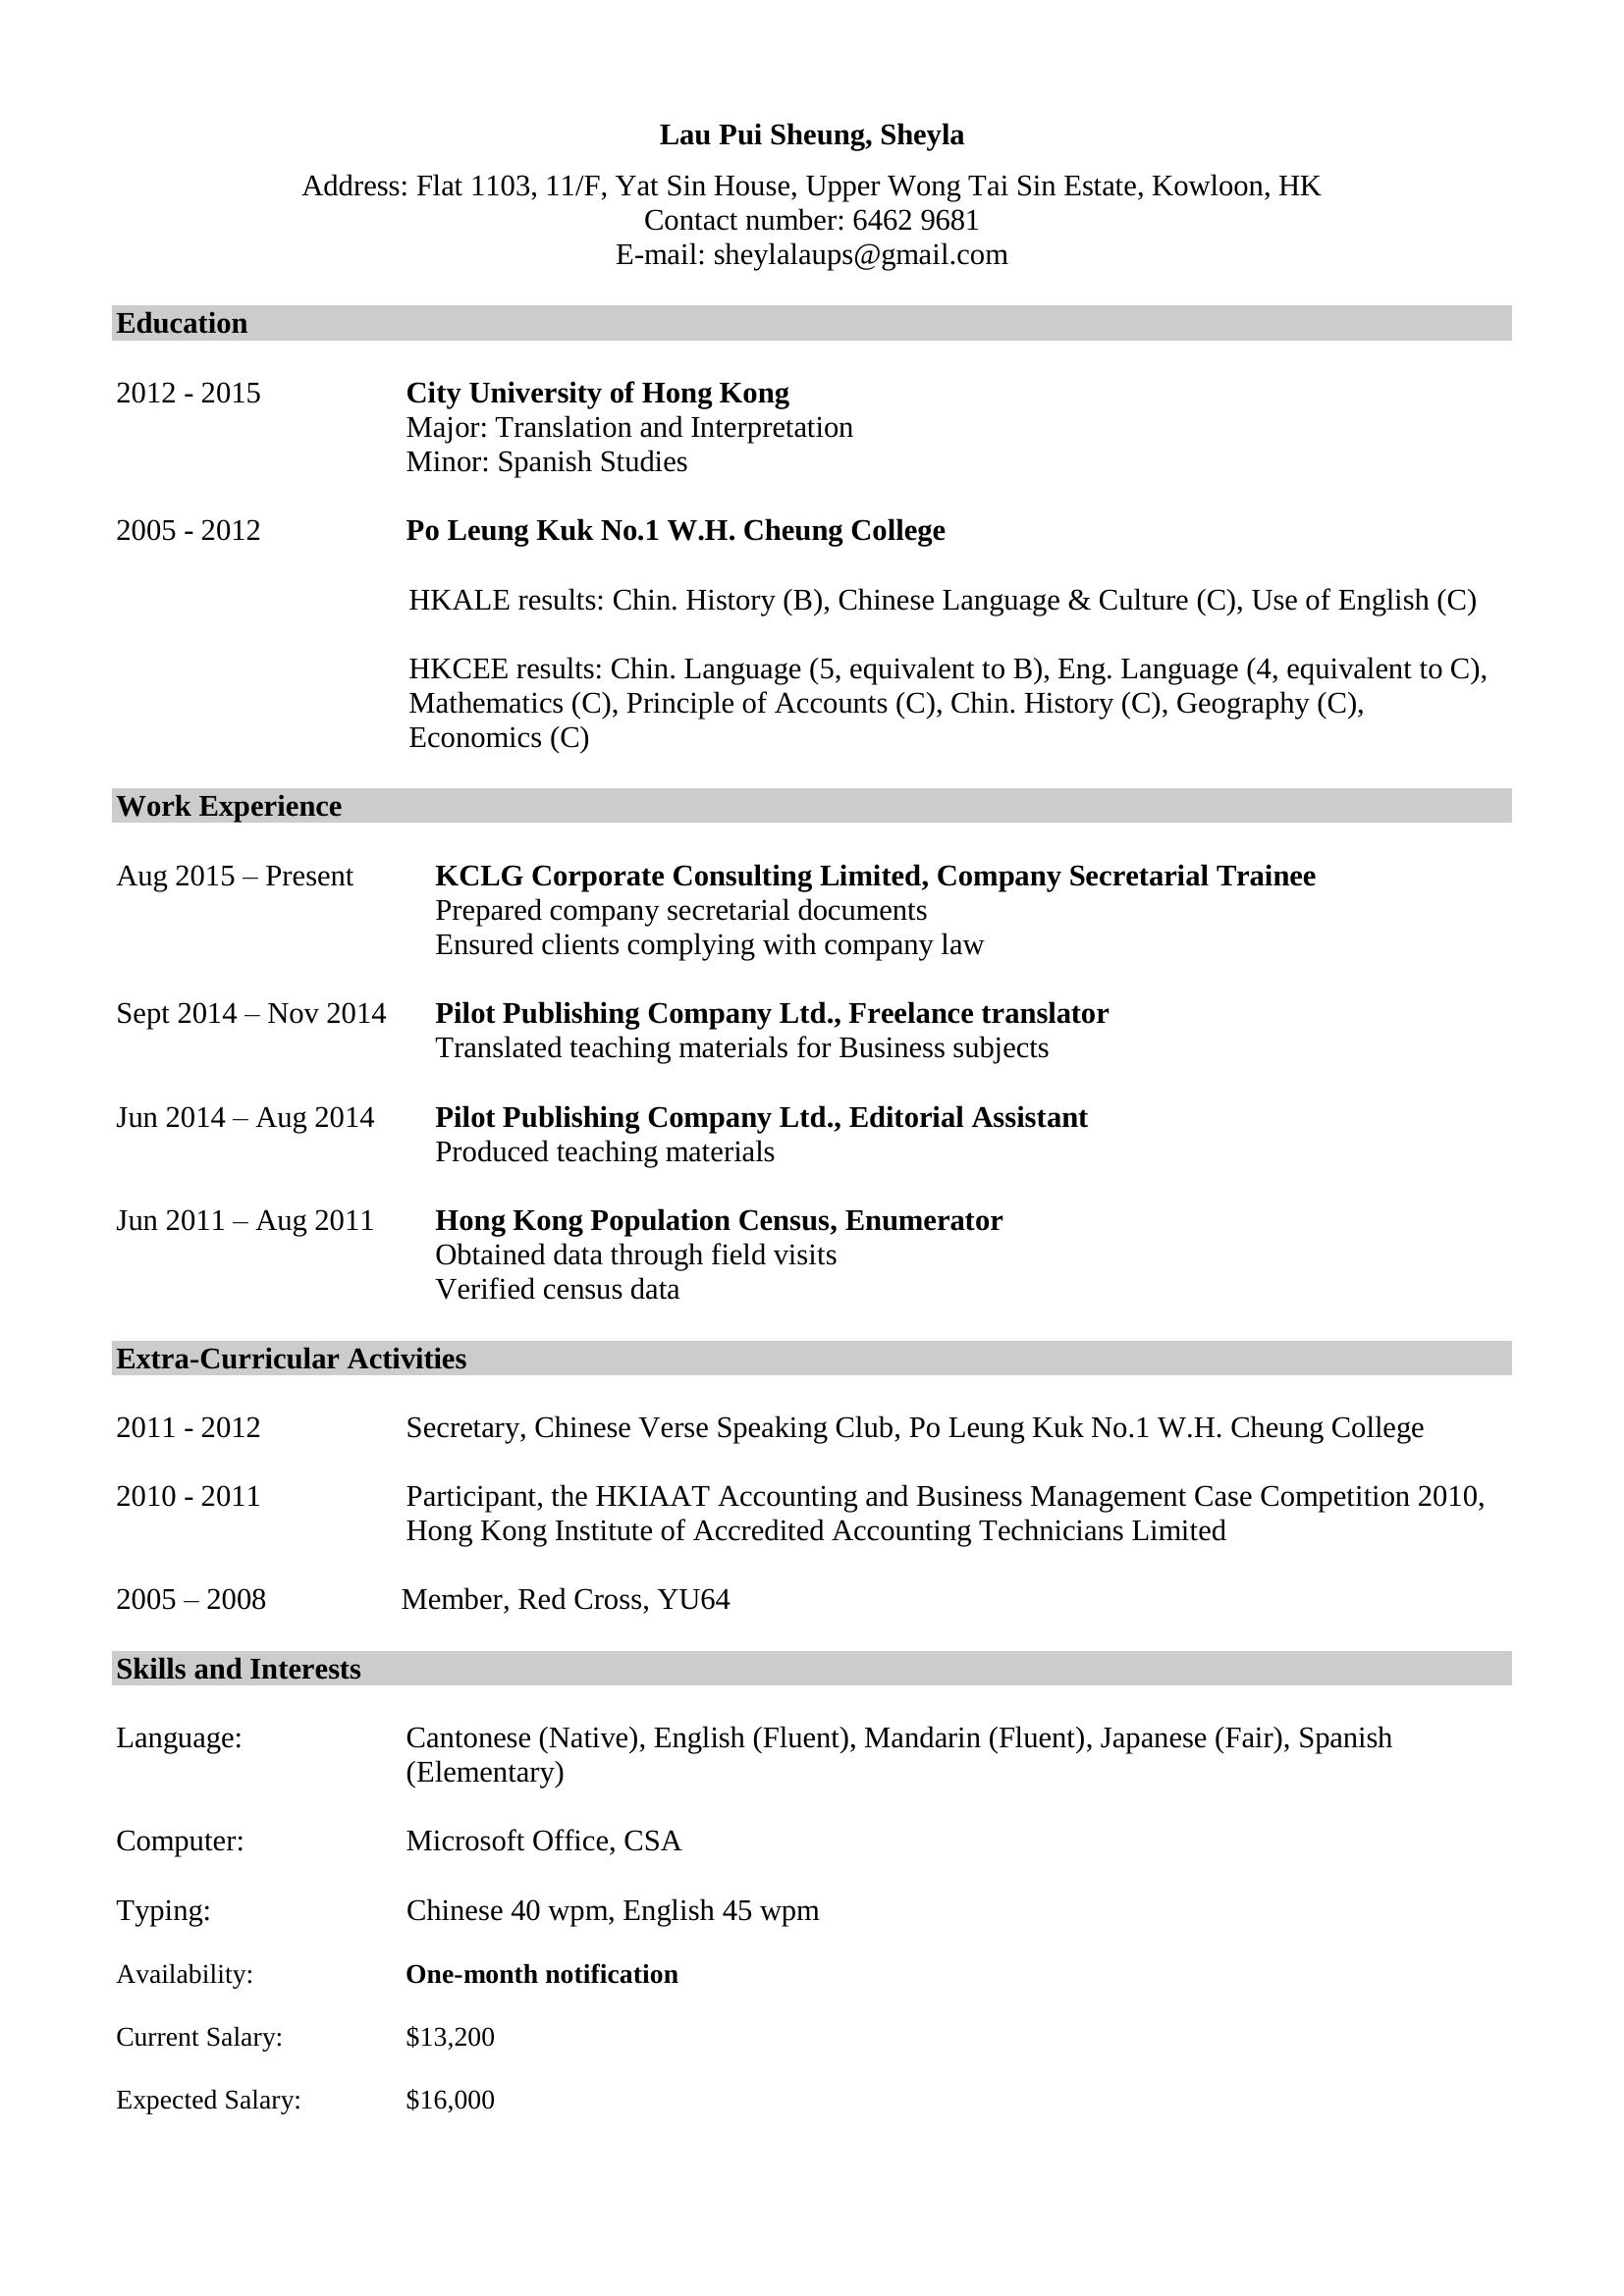 Lau Pui Sheung, Sheyla
Address: Flat 1103, 11/F, Yat Sin House, Upper Wong Tai Sin Estate, Kowloon, HK
Contact number: 6462 9681
E-mail: sheylalaups@gmail.com
Education
2012 - 2015 City University of Hong Kong
Major: Translation and Interpretation
Minor: Spanish Studies
2005 - 2012 Po Leung Kuk No.1 W.H. Cheung College
HKALE results: Chin. History (B), Chinese Language & Culture (C), Use of English (C)
HKCEE results: Chin. Language (5, equivalent to B), Eng. Language (4, equivalent to C),
Mathematics (C), Principle of Accounts (C), Chin. History (C), Geography (C),
Economics (C)
Work Experience
Aug 2015 – Present KCLG Corporate Consulting Limited, Company Secretarial Trainee
Prepared company secretarial documents
Ensured clients complying with company law
Sept 2014 – Nov 2014 Pilot Publishing Company Ltd., Freelance translator
Translated teaching materials for Business subjects
Jun 2014 – Aug 2014 Pilot Publishing Company Ltd., Editorial Assistant
Produced teaching materials
Jun 2011 – Aug 2011 Hong Kong Population Census, Enumerator
Obtained data through field visits
Verified census data
Extra-Curricular Activities
2011 - 2012 Secretary, Chinese Verse Speaking Club, Po Leung Kuk No.1 W.H. Cheung College
2010 - 2011 Participant, the HKIAAT Accounting and Business Management Case Competition 2010,
Hong Kong Institute of Accredited Accounting Technicians Limited
2005 – 2008 Member, Red Cross, YU64
Skills and Interests
Language: Cantonese (Native), English (Fluent), Mandarin (Fluent), Japanese (Fair), Spanish
(Elementary)
Computer: Microsoft Office, CSA
Typing: Chinese 40 wpm, English 45 wpm
Availability: One-month notification
Current Salary: $13,200
Expected Salary: $16,000